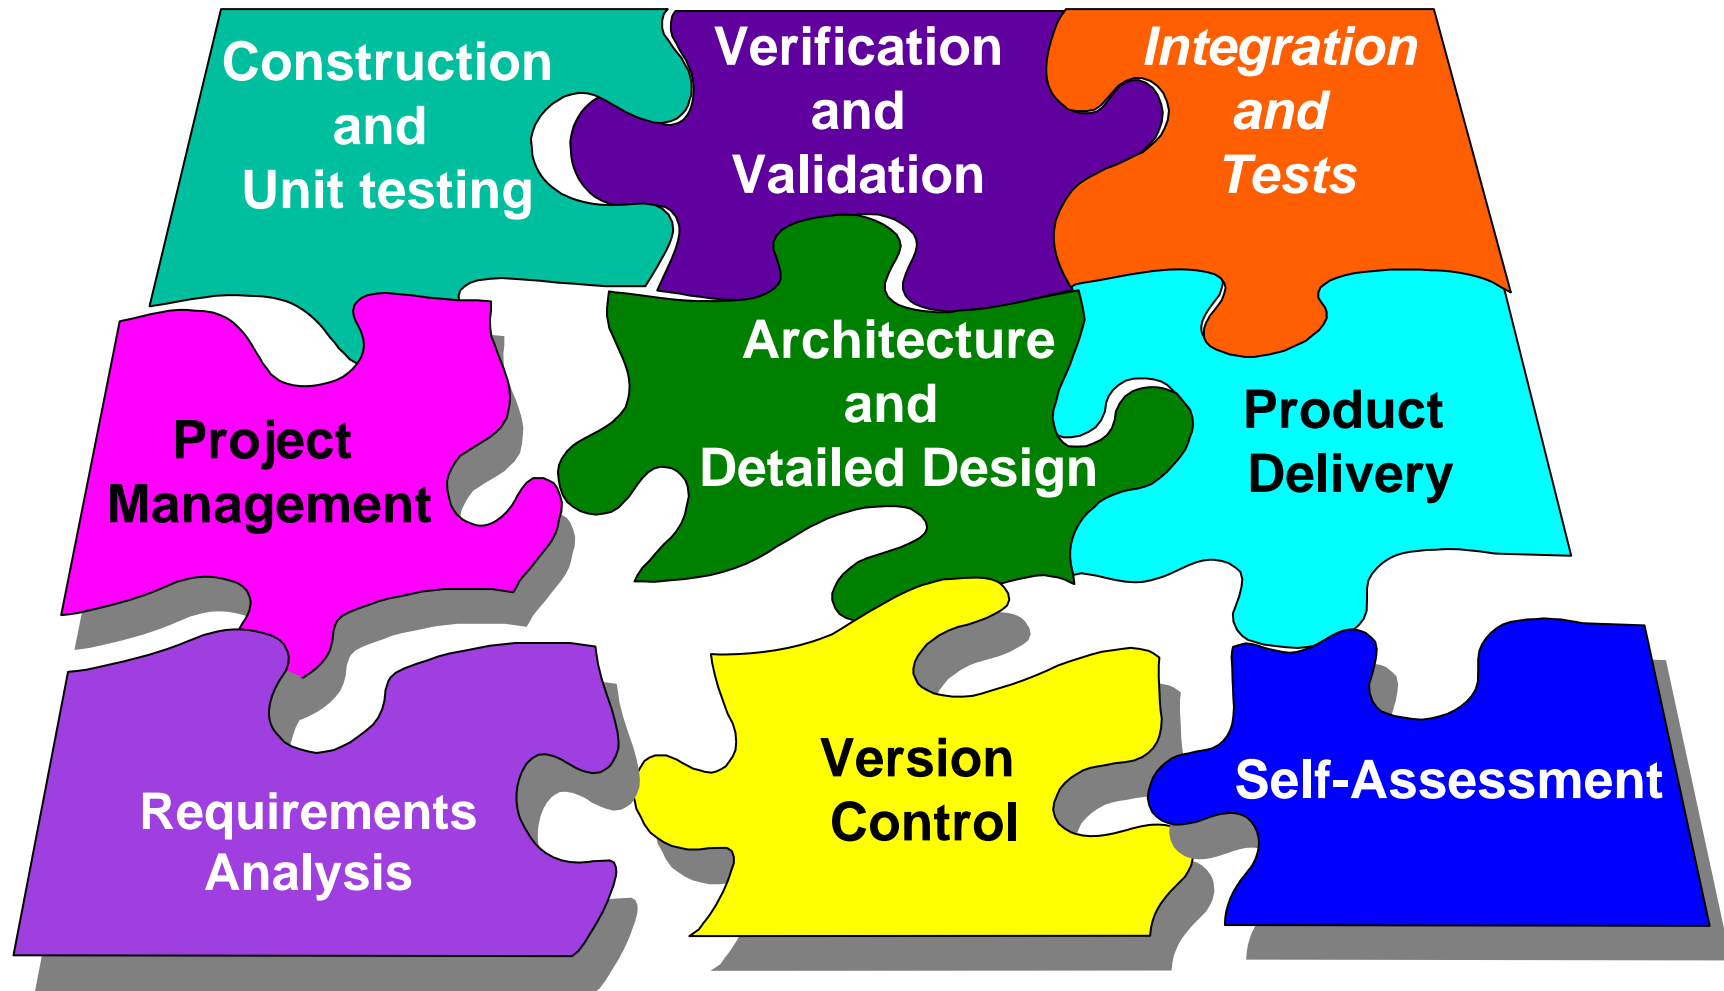 Construction
and
Unit testing
Verification
and
Validation
Integration
and
Tests
Project
Management
Architecture
and
Detailed Design
Product
Delivery
Requirements
Analysis
Version
Control
Self-Assessment